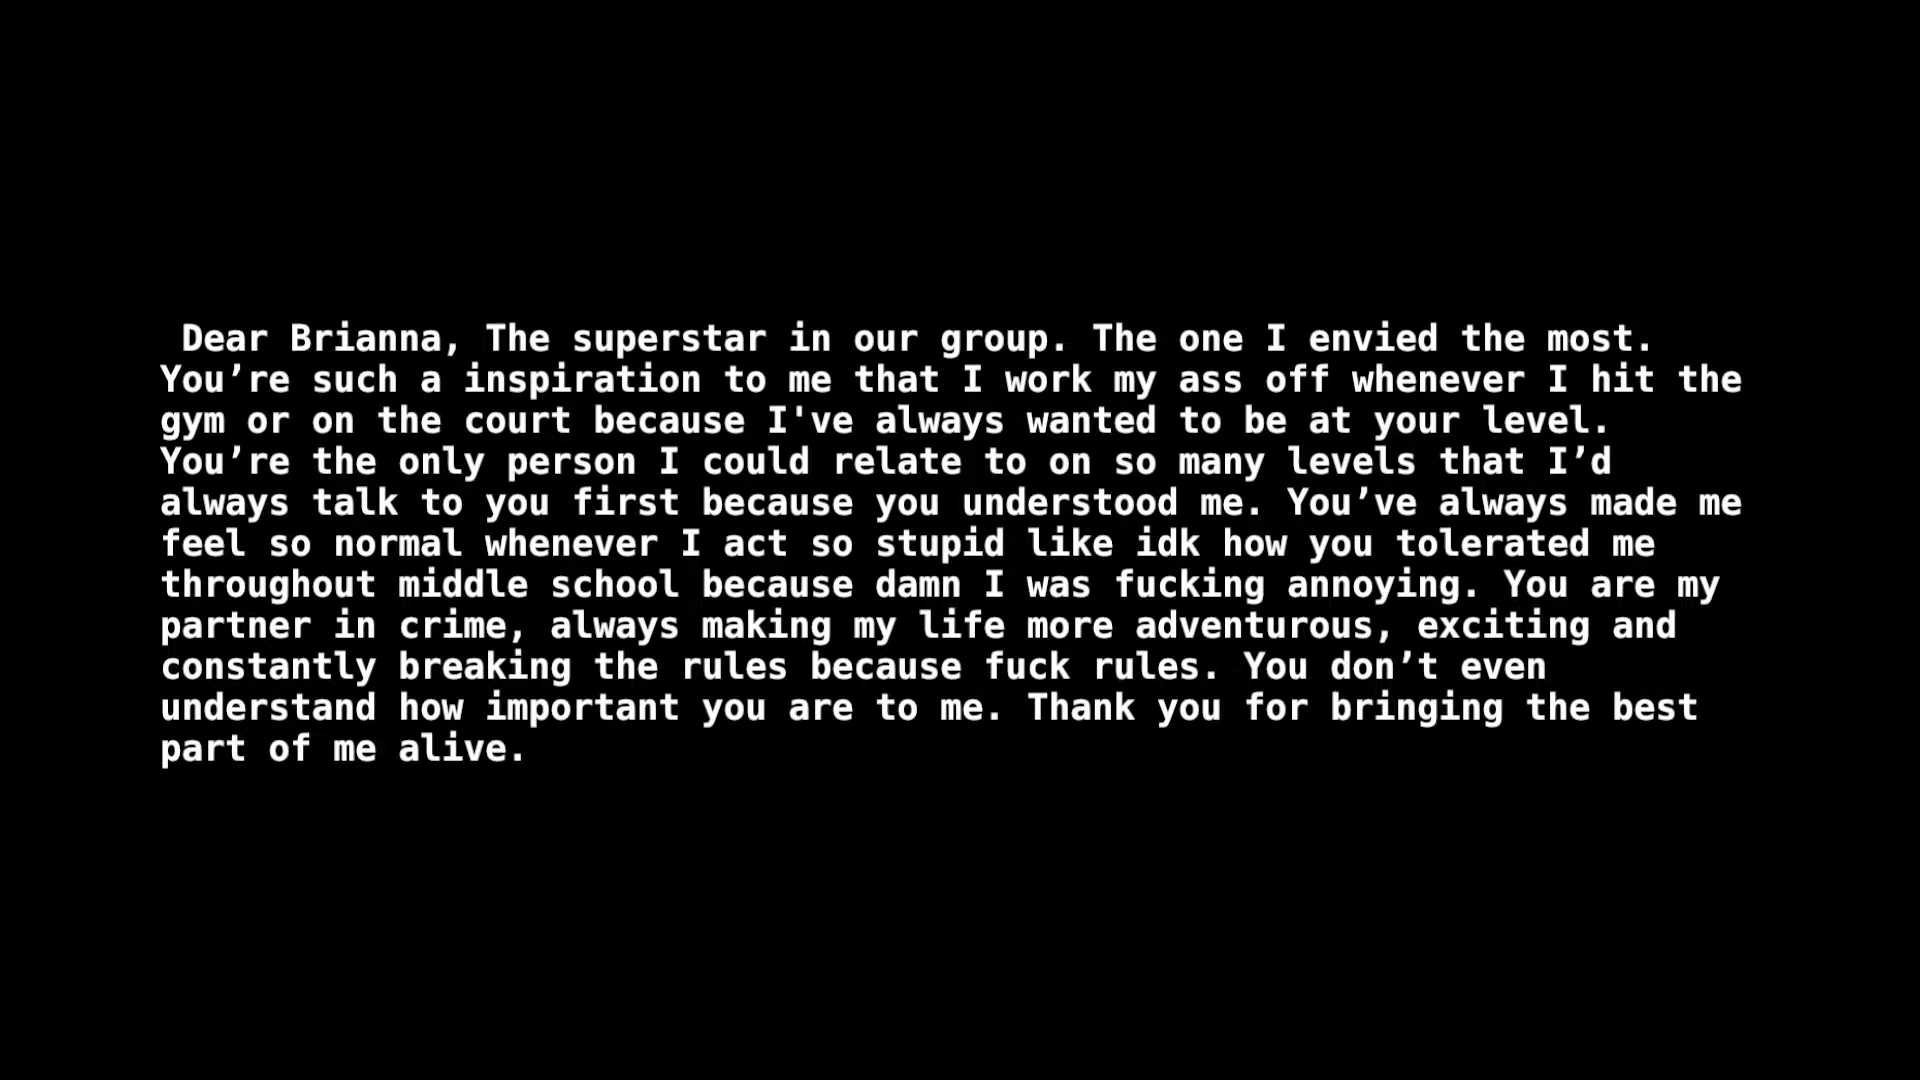 Dear Brianna, The superstar in our group. The one I envied the most.
You’re such a inspiration to me that I work my ass off whenever I hit the
gym or on the court because I've always wanted to be at your level.
You’re the only person I could relate to on so many levels that I’d
always talk to you first because you understood me. You’ve always made me
feel so normal whenever I act so stupid like idk how you tolerated me
throughout middle school because damn I was fucking annoying. You are my
partner in crime, always making my life more adventurous, exciting and
constantly breaking the rules because fuck rules. You don’t even
understand how important you are to me. Thank you for bringing the best
part of me alive.